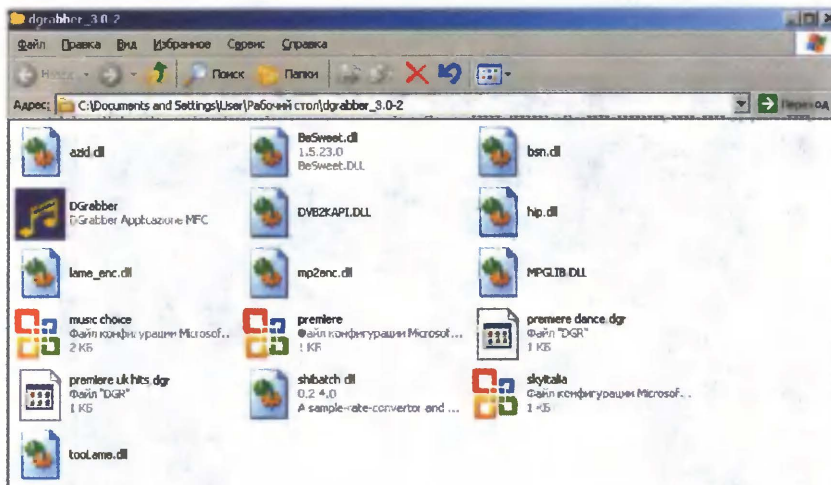 dgrabber_3.0-2
Файл Правка Вид Избранное Сервис Справка
Назад Поиск Папки
Адрес: C:\Documents and Settings\User\Рабочий стол\dgrabber_3.0-2 Переход
azid.dll
BeSweet.dll
1.5.23.0
BeSweet.DLL
bsn.dll
DGrabber
DGrabber Applicazione MFC
DVB2KAPI.DLL
hip.dll
lame_enc.dll
mp2enc.dll
MPGLIB.DLL
music choice
Файл конфигурации Microsof...
2 КБ
premiere
Файл конфигурации Microsof...
1 КБ
premiere dance.dgr
Файл "DGR"
1 КБ
premiere uk hits.dgr
Файл "DGR"
1 КБ
shibatch.dll
0.2.4.0
A sample-rate-convertor and ...
skyitalia
Файл конфигурации Microsof...
1 КБ
tooLame.dll